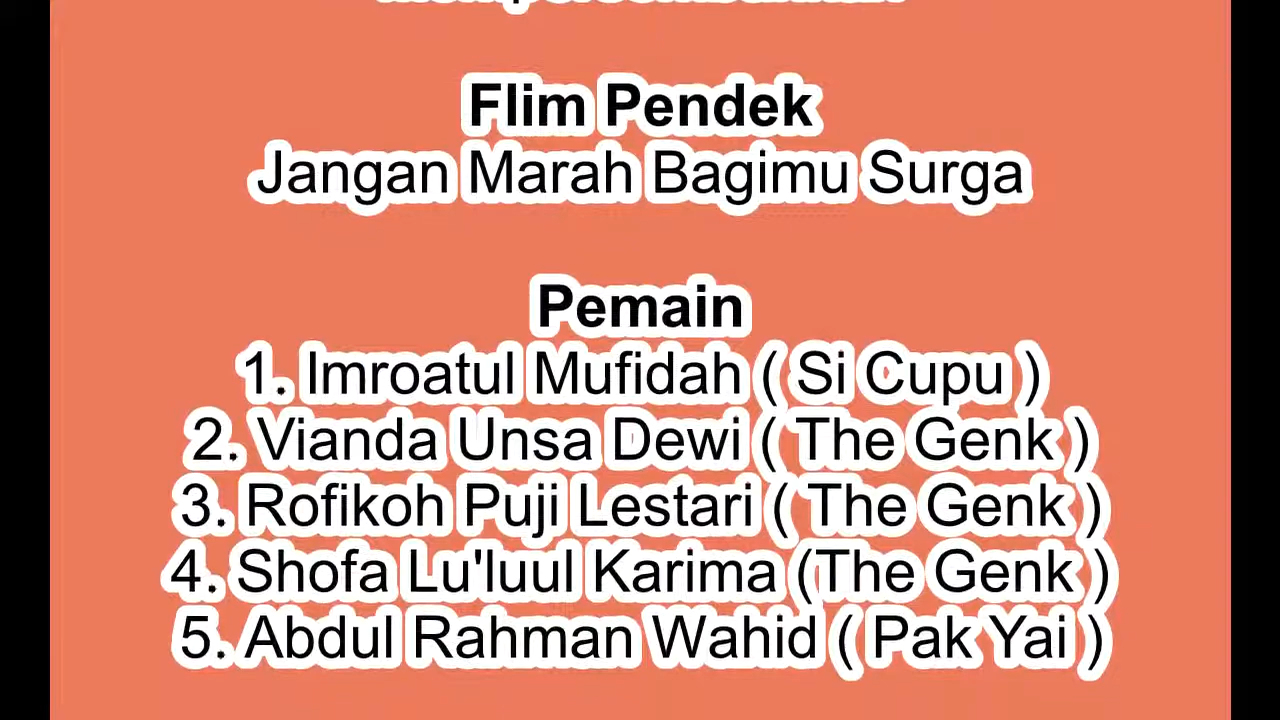 Flim Pendek
Jangan Marah Bagimu Surga
Pemain
1. Imroatul Mufidah ( Si Cupu )
2. Vianda Unsa Dewi ( The Genk )
3. Rofikoh Puji Lestari ( The Genk )
4. Shofa Lu'luul Karima (The Genk )
5. Abdul Rahman Wahid ( Pak Yai )